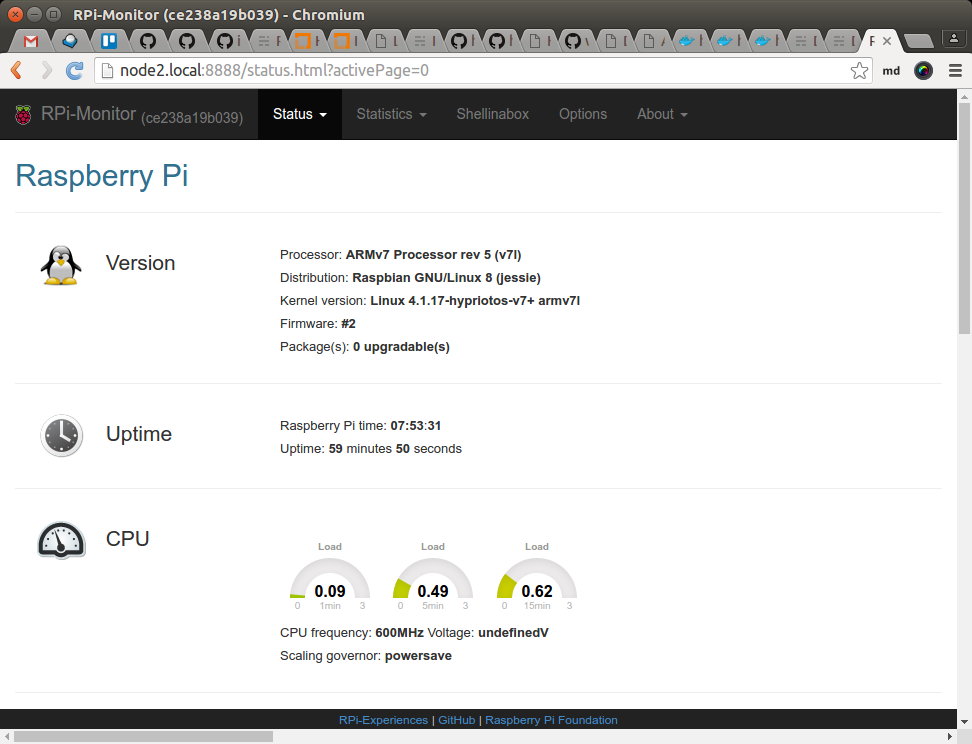 RPi-Monitor (ce238a19b039) - Chromium
node2.local:8888/status.html?activePage=0
md
RPi-Monitor (ce238a19b039) Status Statistics Shellinabox Options About
Raspberry Pi
Version
Processor: ARMv7 Processor rev 5 (v7l)
Distribution: Raspbian GNU/Linux 8 (jessie)
Kernel version: Linux 4.1.17-hypriotos-v7+ armv7l
Firmware: #2
Package(s): 0 upgradable(s)
Uptime
Raspberry Pi time: 07:53:31
Uptime: 59 minutes 50 seconds
CPU
Load Load Load
0.09 0.49 0.62
0 1min 3 0 5min 3 0 15min 3
CPU frequency: 600MHz Voltage: undefinedV
Scaling governor: powersave
RPi-Experiences | GitHub | Raspberry Pi Foundation